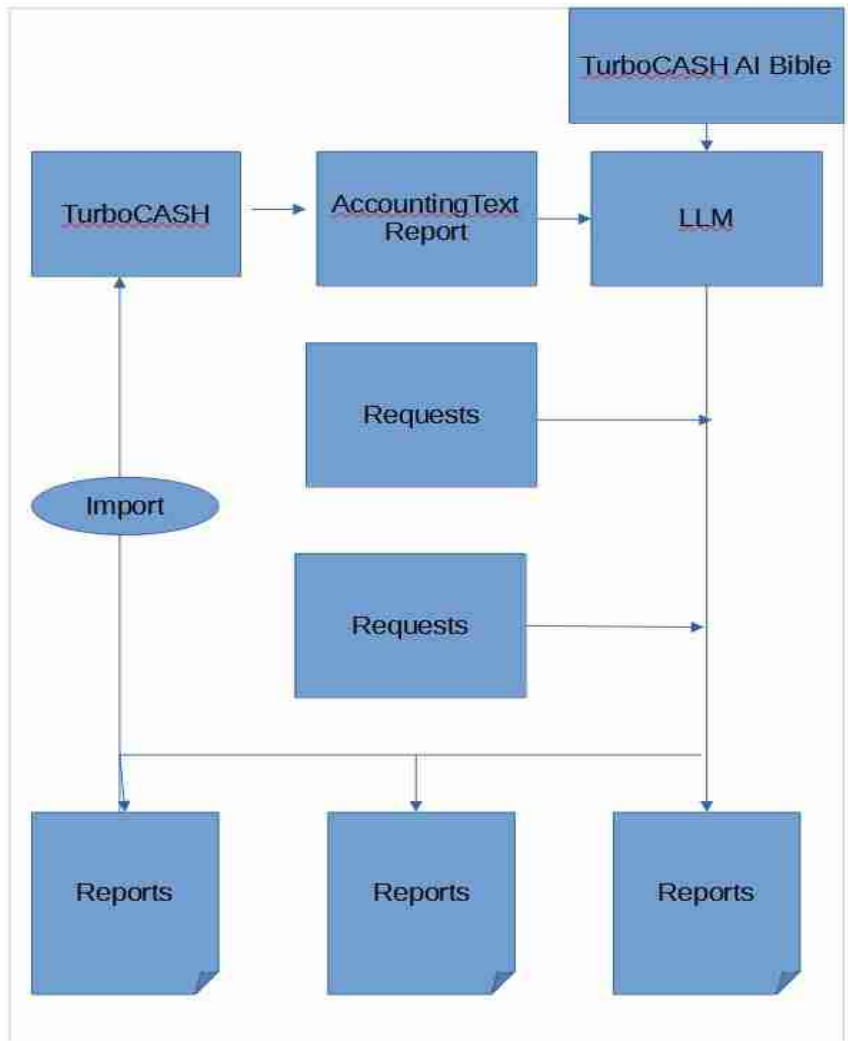 TurboCASH AI Bible
TurboCASH
AccountingText
Report
LLM
Requests
Import
Requests
Reports
Reports
Reports